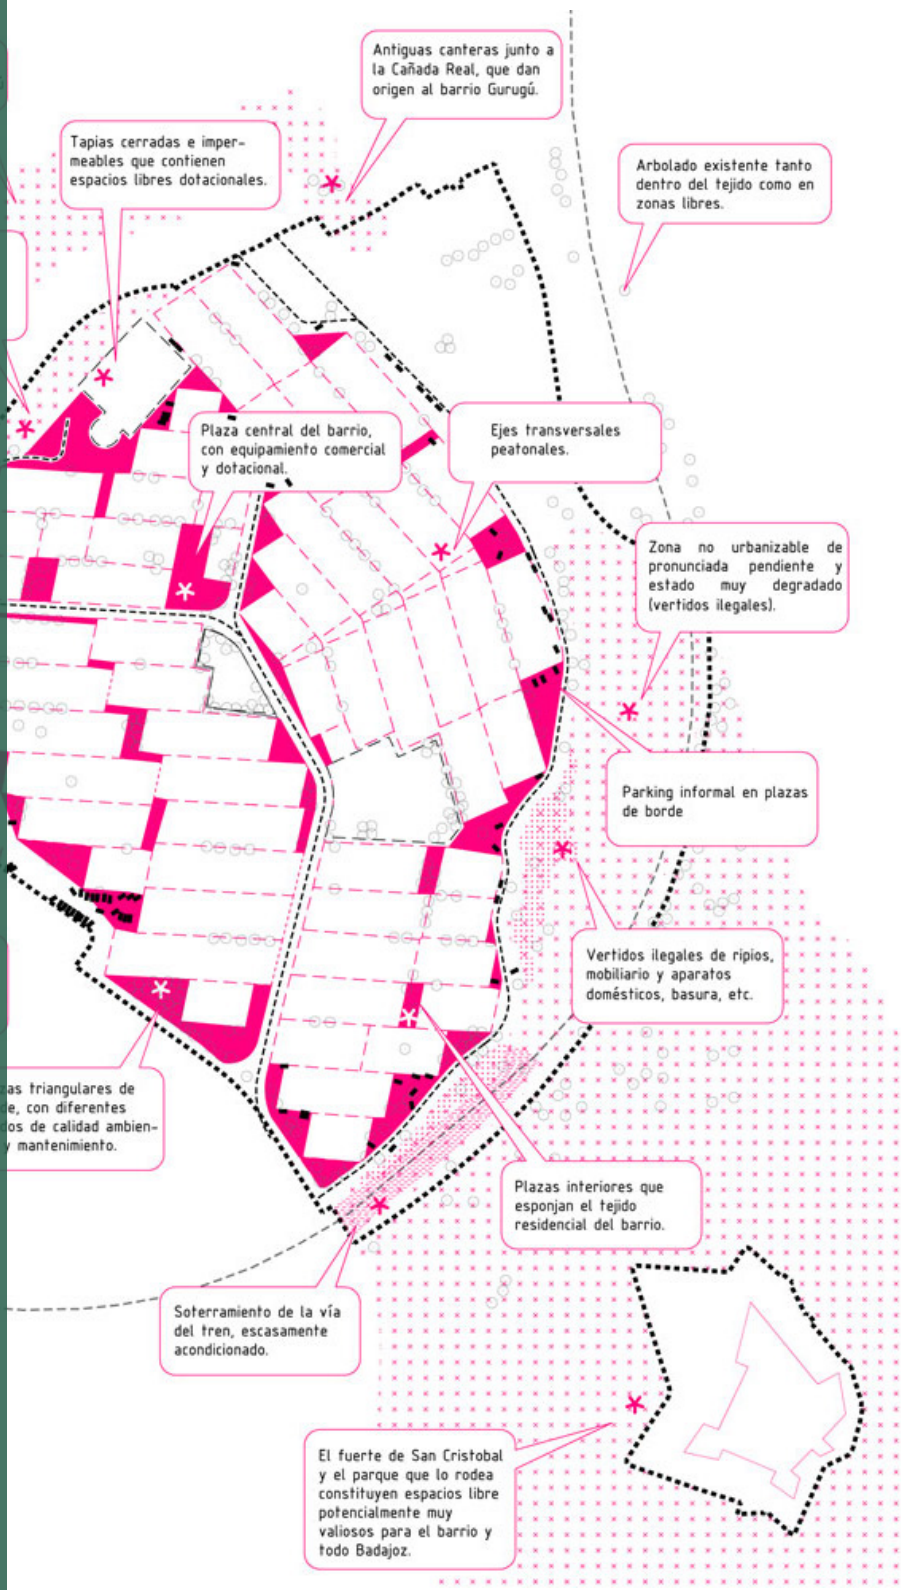 Antiguas canteras junto a
la Cañada Real, que dan
origen al barrio Gurugú.
Tapias cerradas e imper-
meables que contienen
espacios libres dotacionales.
Arbolado existente tanto
dentro del tejido como en
zonas libres.
Plaza central del barrio,
con equipamiento comercial
y dotacional.
Ejes transversales
peatonales.
Zona no urbanizable de
pronunciada pendiente y
estado muy degradado
(vertidos ilegales).
Parking informal en plazas
de borde
Vertidos ilegales de ripios,
mobiliario y aparatos
domésticos, basura, etc.
triangulares de
con diferentes
de calidad ambien-
y mantenimiento.
Plazas interiores que
esponjan el tejido
residencial del barrio.
Soterramiento de la vía
del tren, escasamente
acondicionado.
El fuerte de San Cristobal
y el parque que lo rodea
constituyen espacios libre
potencialmente muy
valiosos para el barrio y
todo Badajoz.